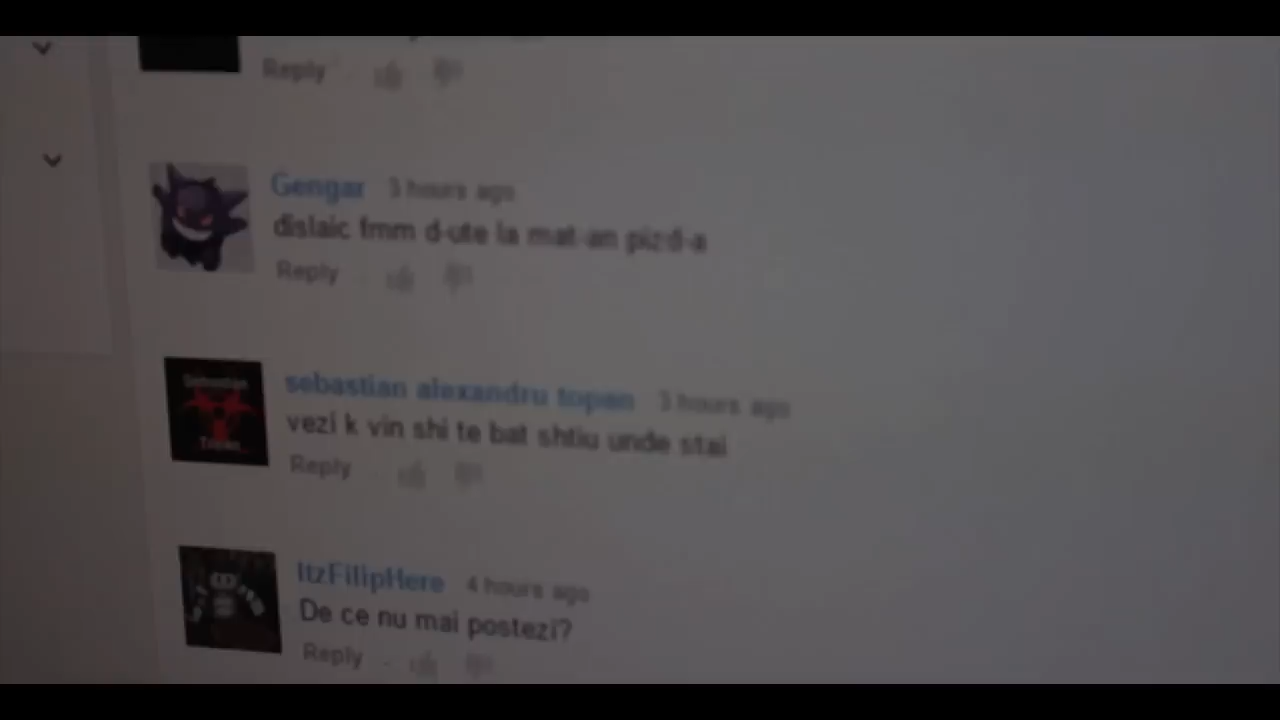 Reply
Gengar 3 hours ago
dislaic fmm d-ute la mat-an pizd-a
Reply
sebastian alexandru topan 3 hours ago
vezi k vin shi te bat shtiu unde stai
Reply
ItzFilipHere 4 hours ago
De ce nu mai postezi?
Reply